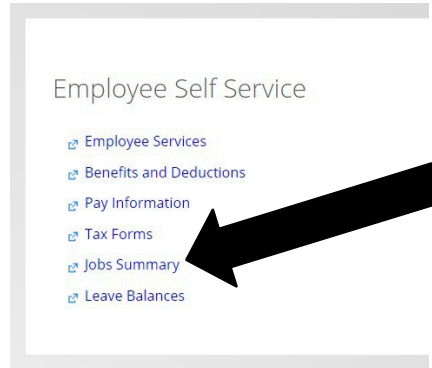 Employee Self Service
Employee Services
Benefits and Deductions
Pay Information
Tax Forms
Jobs Summary
Leave Balances